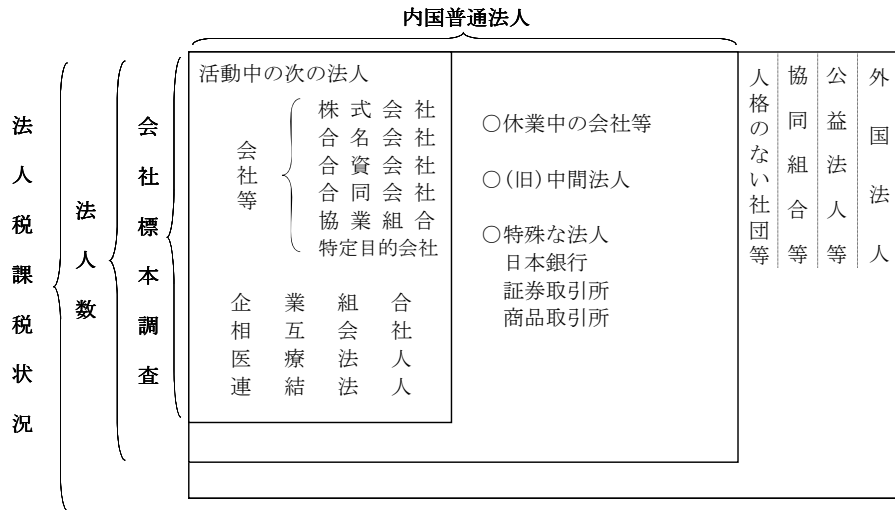 内国普通法人
法人税課税状況
法人数
会社標本調査
活動中の次の法人
会社等
株式会社
合名会社
合資会社
合同会社
協業組合
特定目的会社
企業組合
相互会社
医療法人
連結法人
○休業中の会社等
○(旧)中間法人
○特殊な法人
日本銀行
証券取引所
商品取引所
人格のない社団等
協同組合等
公益法人等
外国法人